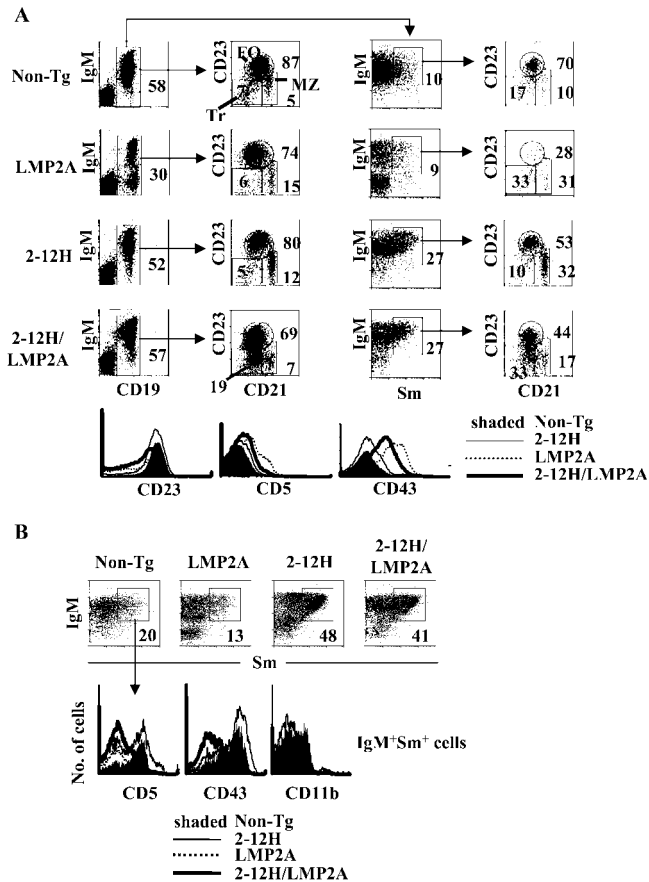 A
Non-Tg IgM 58 CD23 FO 87 7 MZ 5 Tr IgM 10 CD23 70 17 10
LMP2A IgM 30 CD23 74 6 15 IgM 9 CD23 28 33 31
2-12H IgM 52 CD23 80 5 12 IgM 27 CD23 53 10 32
2-12H/
LMP2A IgM 57 CD23 69 19 7 IgM 27 CD23 44 33 17
CD19 CD21 Sm CD21
CD23 CD5 CD43
shaded Non-Tg
2-12H
LMP2A
2-12H/LMP2A
B
Non-Tg LMP2A 2-12H 2-12H/
LMP2A
IgM 20 13 48 41
Sm
No. of cells
IgM+Sm+ cells
CD5 CD43 CD11b
shaded Non-Tg
2-12H
LMP2A
2-12H/LMP2A